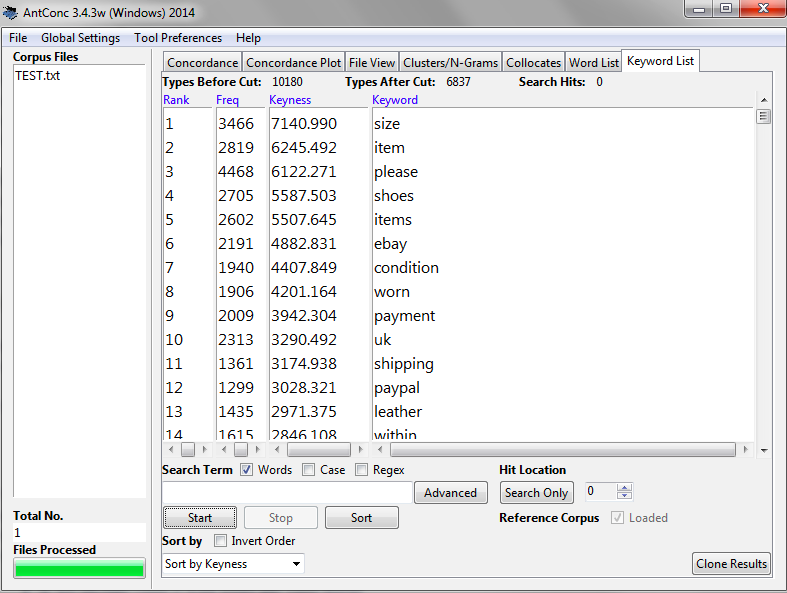 AntConc 3.4.3w (Windows) 2014
File Global Settings Tool Preferences Help
Corpus Files
TEST.txt
Concordance Concordance Plot File View Clusters/N-Grams Collocates Word List Keyword List
Types Before Cut: 10180 Types After Cut: 6837 Search Hits: 0
Rank Freq Keyness Keyword
1 3466 7140.990 size
2 2819 6245.492 item
3 4468 6122.271 please
4 2705 5587.503 shoes
5 2602 5507.645 items
6 2191 4882.831 ebay
7 1940 4407.849 condition
8 1906 4201.164 worn
9 2009 3942.304 payment
10 2313 3290.492 uk
11 1361 3174.938 shipping
12 1299 3028.321 paypal
13 1435 2971.375 leather
14 1615 2846.108 within
Search Term Words Case Regex Hit Location
Advanced Search Only 0
Total No.
1
Start Stop Sort Reference Corpus Loaded
Files Processed
Sort by Invert Order
Sort by Keyness Clone Results